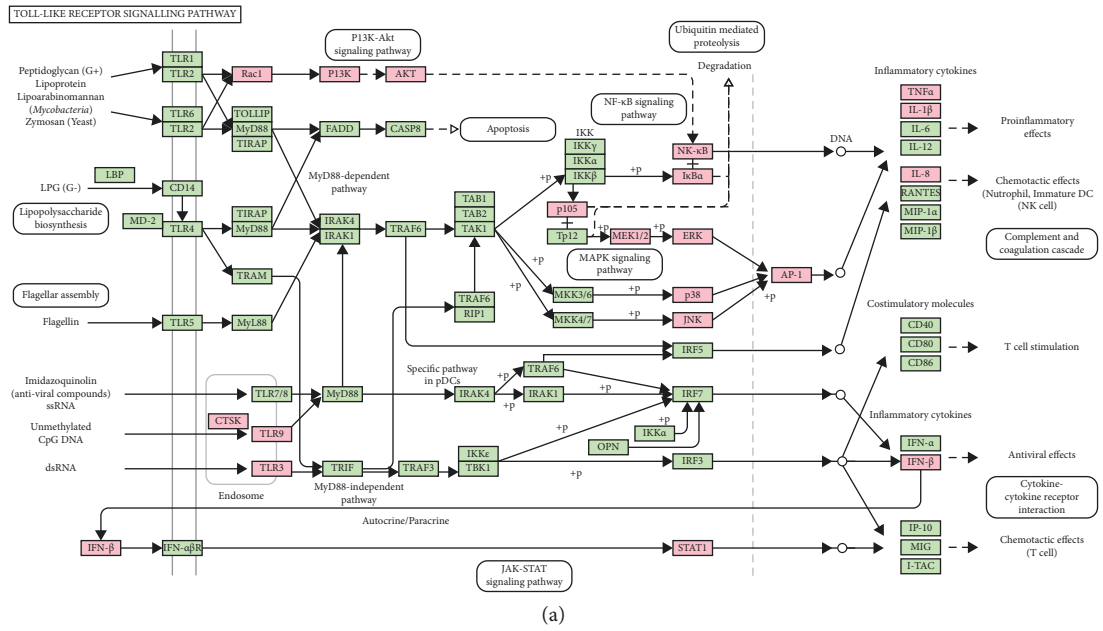 TOLL-LIKE RECEPTOR SIGNALLING PATHWAY
Peptidoglycan (G+)
Lipoprotein
Lipoarabinomannan
(Mycobacteria)
Zymosan (Yeast)
LPG (G-)
Lipopolysaccharide
biosynthesis
Flagellar assembly
Flagellin
Imidazoquinolin
(anti-viral compounds)
ssRNA
Unmethylated
CpG DNA
dsRNA
LBP
MD-2
TLR1
TLR2
TLR6
TLR2
CD14
TLR4
TLR5
TLR7/8
CTSK
TLR9
TLR3
Endosome
Rac1
TOLLIP
MyD88
TIRAP
TIRAP
MyD88
TRAM
MyL88
P13K-Akt
signaling pathway
P13K
AKT
FADD
CASP8
Apoptosis
MyD88-dependent
pathway
IRAK4
IRAK1
TRAF6
TAB1
TAB2
TAK1
TRAF6
RIP1
MyD88
TRIF
TRAF3
MyD88-independent
pathway
Specific pathway
in pDCs
IRAK4
+p
+p
TRAF6
IRAK1
+p
IKKε
TBK1
+p
+p
Ubiquitin mediated
proteolysis
Degradation
NF-κB signaling
pathway
IKK
IKKγ
IKKα
IKKβ
+p
+p
NK-κB
IκBα
p105
Tp12
+p
MEK1/2
+p
ERK
MAPK signaling
pathway
+p
+p
MKK3/6
+p
p38
MKK4/7
+p
JNK
+p
AP-1
IRF5
IRF7
+p
IKKα
OPN
IRF3
DNA
Inflammatory cytokines
TNFα
IL-1β
IL-6
IL-12
Proinflammatory
effects
IL-8
RANTES
MIP-1α
MIP-1β
Chemotactic effects
(Nutrophil, Immature DC
(NK cell)
Complement and
coagulation cascade
Costimulatory molecules
CD40
CD80
CD86
T cell stimulation
Inflammatory cytokines
IFN-α
IFN-β
Antiviral effects
Cytokine-
cytokine receptor
interaction
IP-10
MIG
I-TAC
Chemotactic effects
(T cell)
Autocrine/Paracrine
IFN-β
IFN-αβR
STAT1
JAK-STAT
signaling pathway
(a)